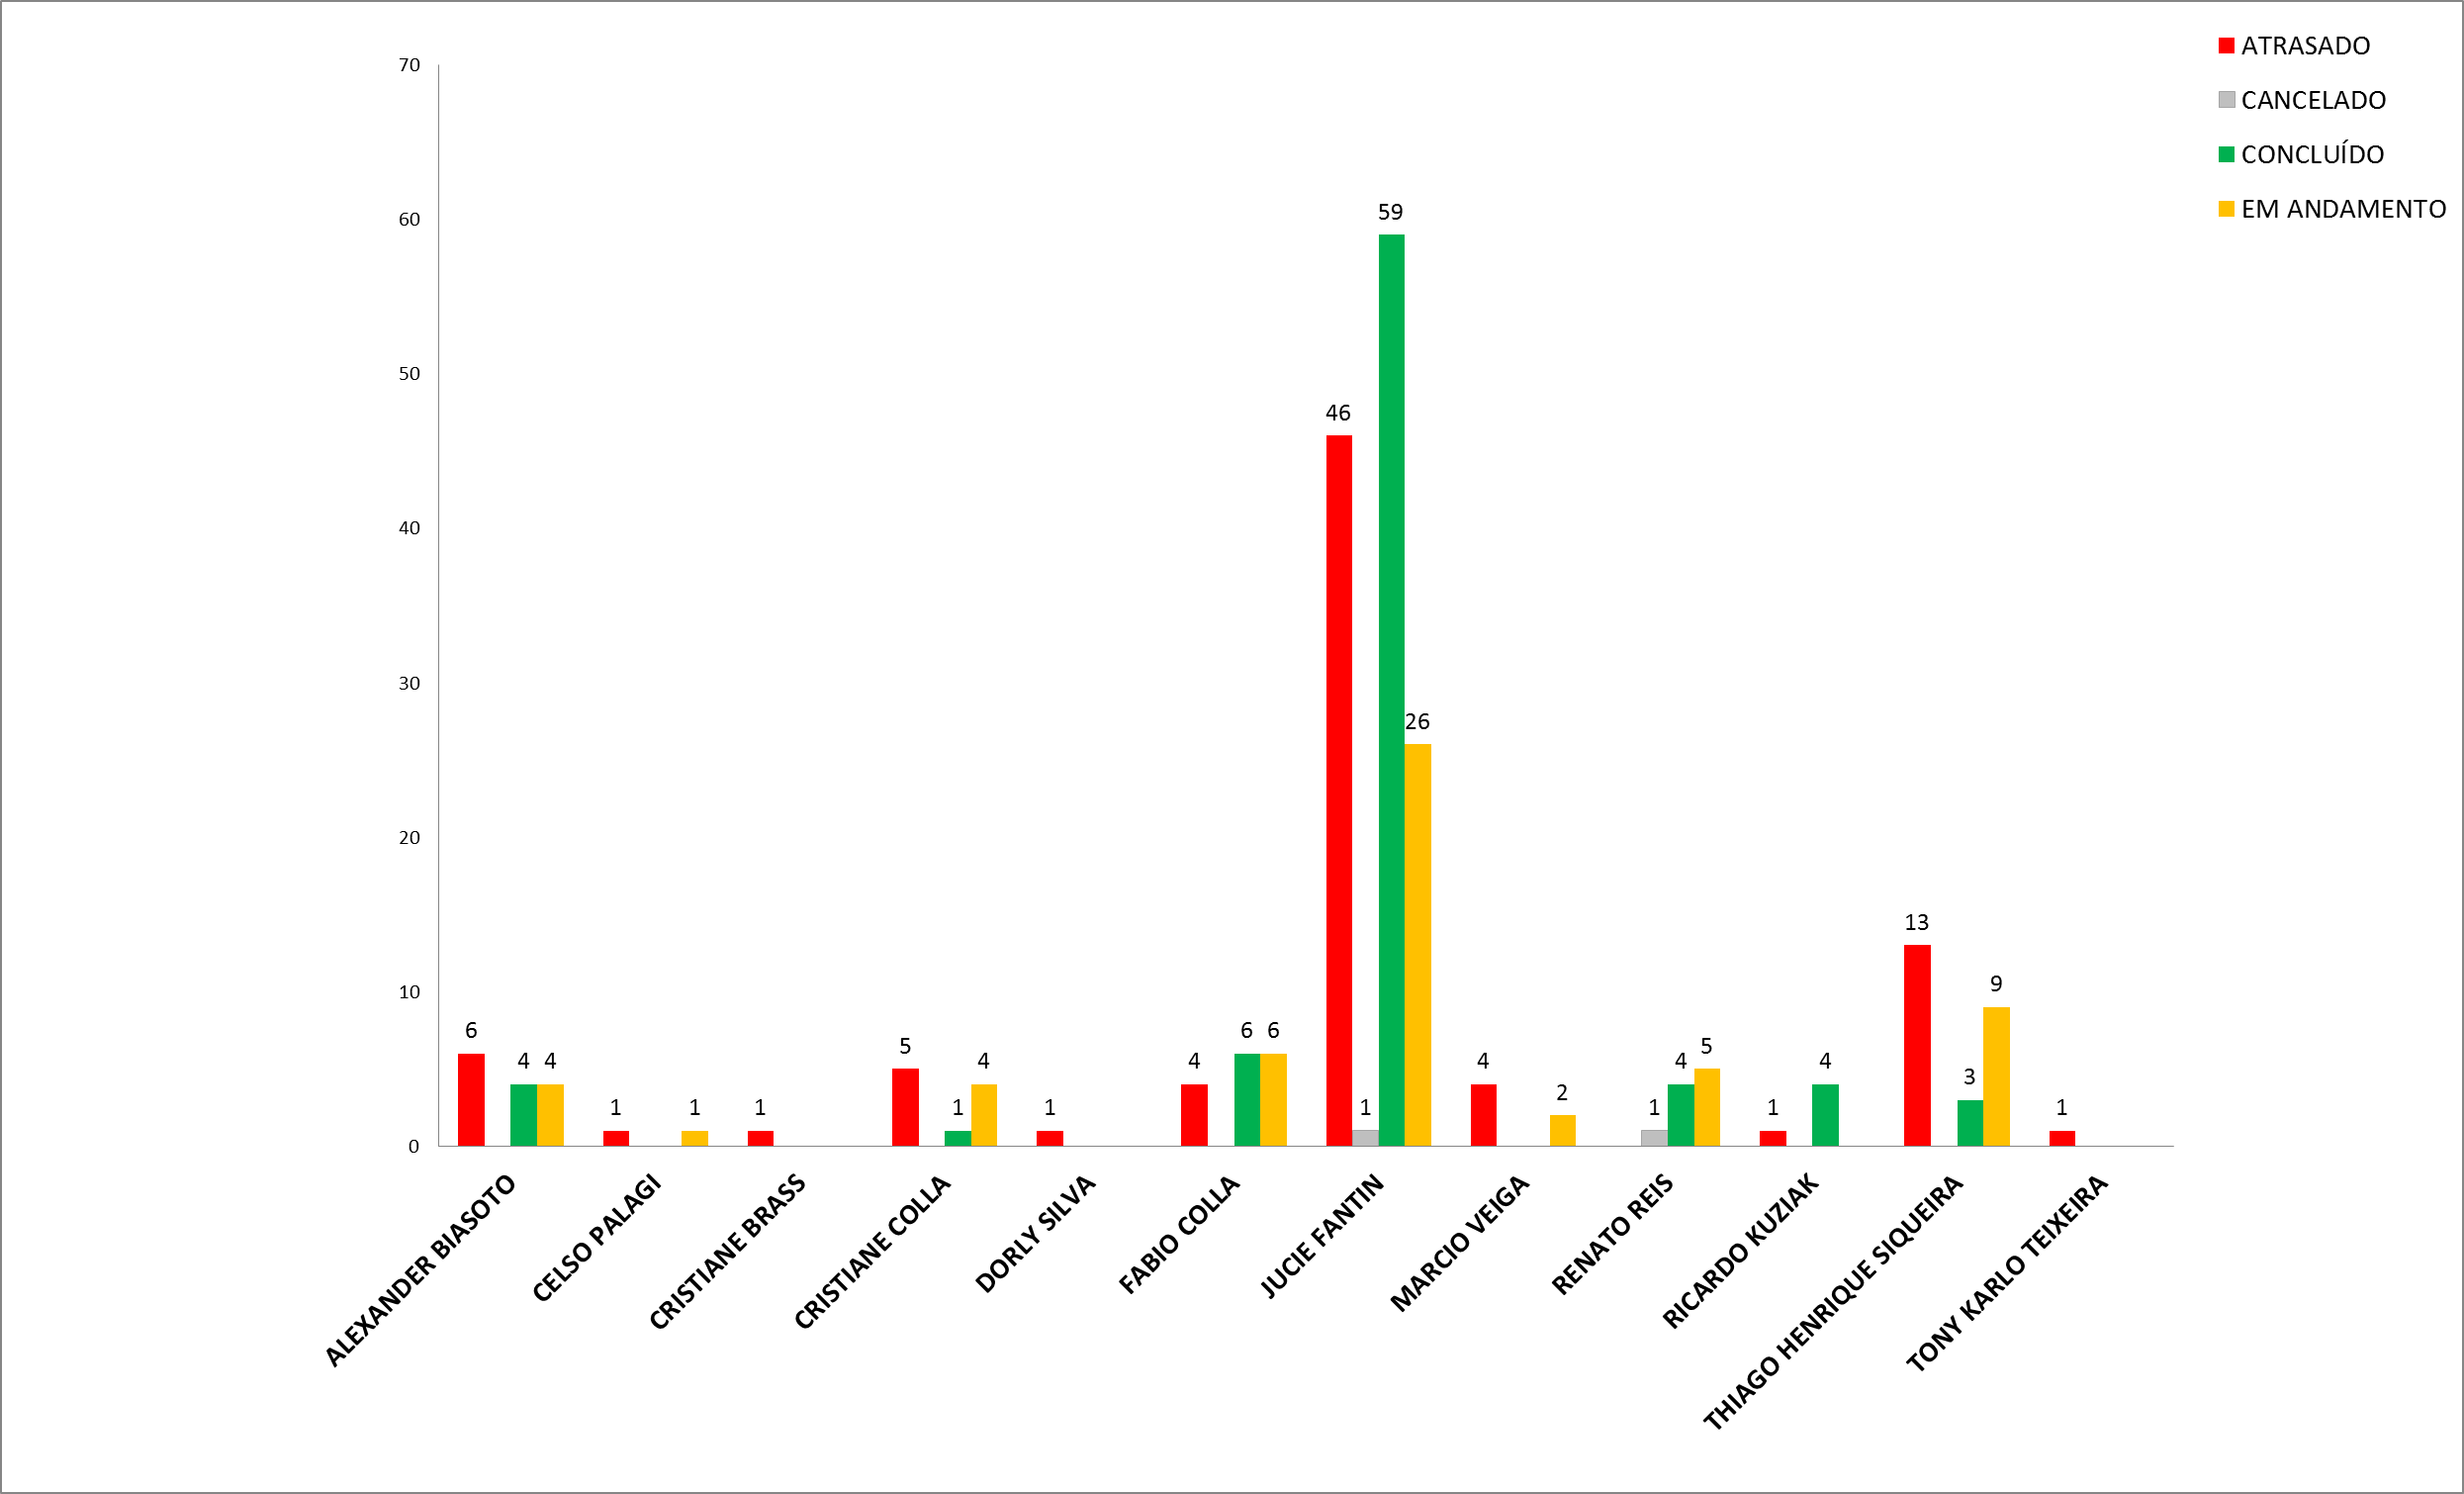 ATRASADO
CANCELADO
CONCLUÍDO
EM ANDAMENTO
70
60
50
40
30
20
10
0
6
4
4
1
1
1
5
1
4
1
4
6
6
46
1
59
26
4
2
1
4
5
1
4
13
3
9
1
ALEXANDER BIASOTO
CELSO PALAGI
CRISTIANE BRASS
CRISTIANE COLLA
DORLY SILVA
FABIO COLLA
JUCIE FANTIN
MARCIO VEIGA
RENATO REIS
RICARDO KUZIAK
THIAGO HENRIQUE SIQUEIRA
TONY KARLO TEIXEIRA